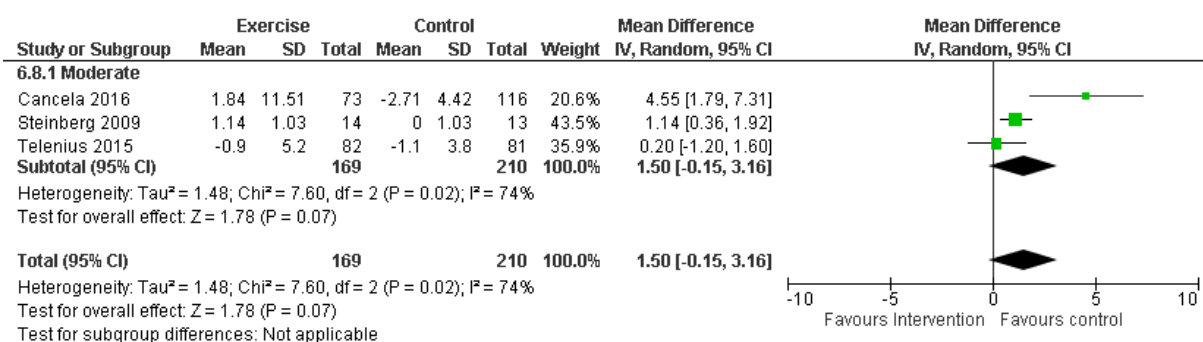 Exercise Control Mean Difference Mean Difference
Study or Subgroup Mean SD Total Mean SD Total Weight IV, Random, 95% CI IV, Random, 95% CI
6.8.1 Moderate
Cancela 2016 1.84 11.51 73 -2.71 4.42 116 20.6% 4.55 [1.79, 7.31]
Steinberg 2009 1.14 1.03 14 0 1.03 13 43.5% 1.14 [0.36, 1.92]
Telenius 2015 -0.9 5.2 82 -1.1 3.8 81 35.9% 0.20 [-1.20, 1.60]
Subtotal (95% CI) 169 210 100.0% 1.50 [-0.15, 3.16]
Heterogeneity: Tau² = 1.48; Chi² = 7.60, df = 2 (P = 0.02); I² = 74%
Test for overall effect: Z = 1.78 (P = 0.07)
Total (95% CI) 169 210 100.0% 1.50 [-0.15, 3.16]
Heterogeneity: Tau² = 1.48; Chi² = 7.60, df = 2 (P = 0.02); I² = 74%
Test for overall effect: Z = 1.78 (P = 0.07)
Test for subgroup differences: Not applicable
-10 -5 0 5 10
Favours Intervention Favours control